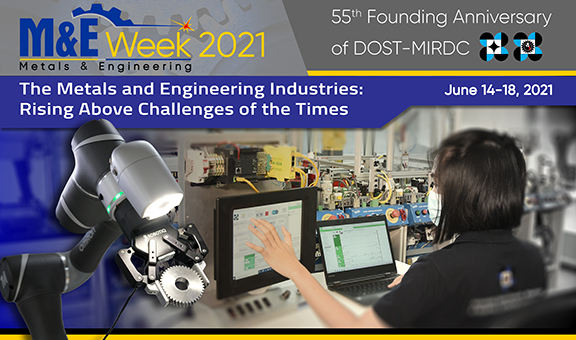 M&E Week 2021
Metals & Engineering
55th Founding Anniversary
of DOST-MIRDC
The Metals and Engineering Industries:
Rising Above Challenges of the Times
June 14-18, 2021
ROBOTIQ